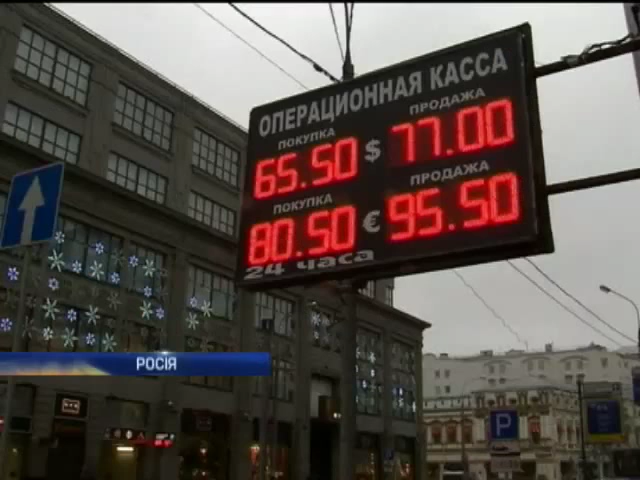 ОПЕРАЦИОННАЯ КАССА
ПОКУПКА ПРОДАЖА
65.50 $ 77.00
ПОКУПКА ПРОДАЖА
80.50 € 95.50
24 часа
РОСІЯ
P